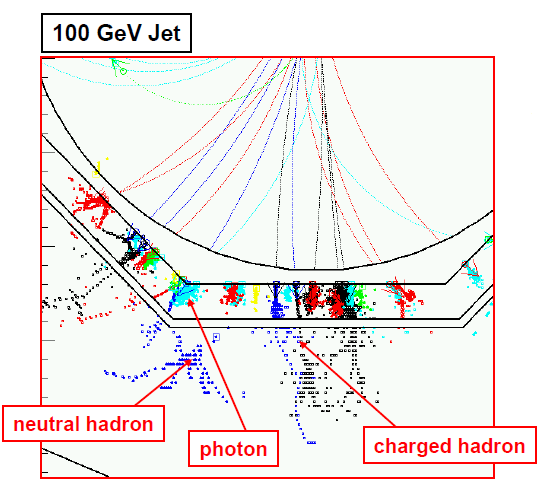 100 GeV Jet
neutral hadron
photon
charged hadron